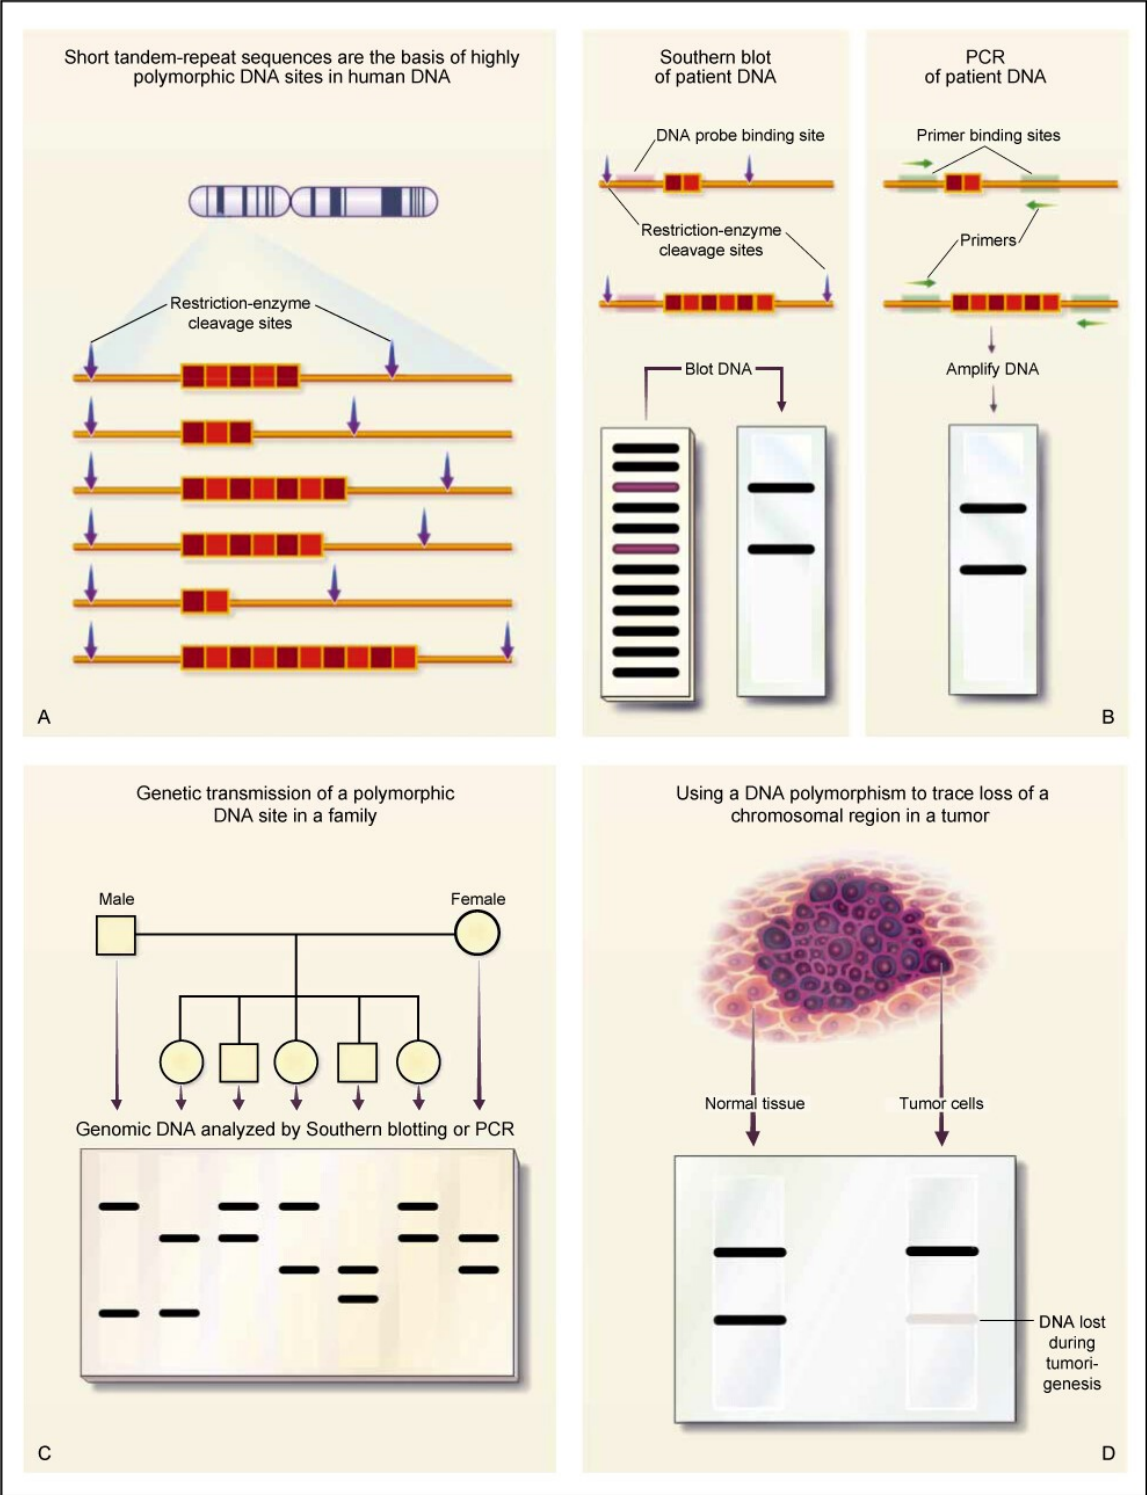 Short tandem-repeat sequences are the basis of highly
polymorphic DNA sites in human DNA
Restriction-enzyme
cleavage sites
A
Southern blot
of patient DNA
DNA probe binding site
Restriction-enzyme
cleavage sites
Blot DNA
PCR
of patient DNA
Primer binding sites
Primers
Amplify DNA
B
Genetic transmission of a polymorphic
DNA site in a family
Male
Female
Genomic DNA analyzed by Southern blotting or PCR
C
Using a DNA polymorphism to trace loss of a
chromosomal region in a tumor
Normal tissue
Tumor cells
DNA lost
during
tumori-
genesis
D